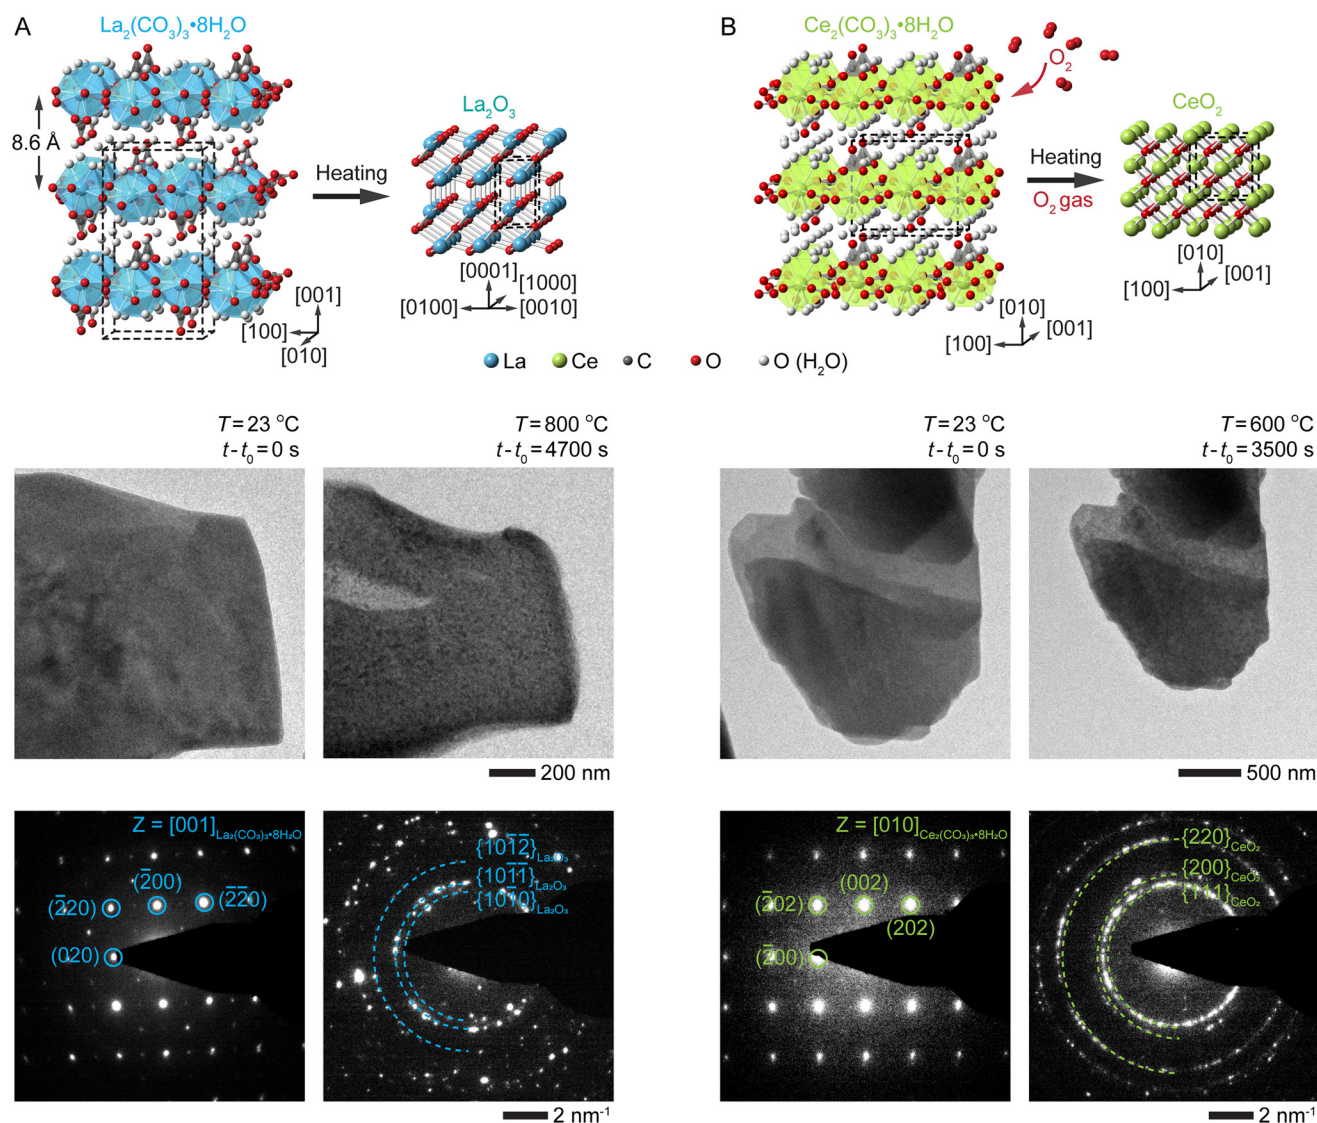 A
La₂(CO₃)₃•8H₂O
8.6 Å
Heating
La₂O₃
[001]
[100]
[010]
[0001]
[1000]
[0100]
[0010]
B
Ce₂(CO₃)₃•8H₂O
O₂
Heating
O₂ gas
CeO₂
[010]
[001]
[100]
[010]
[001]
[100]
La Ce C O O (H₂O)
T = 23 °C
t - t₀ = 0 s
T = 800 °C
t - t₀ = 4700 s
200 nm
T = 23 °C
t - t₀ = 0 s
T = 600 °C
t - t₀ = 3500 s
500 nm
Z = [001]La₂(CO₃)₃•8H₂O
(2̅20) (2̅00) (2̅2̅0)
(020)
{101̅2̅}La₂O₃
{101̅1̅}La₂O₃
{101̅0}La₂O₃
2 nm⁻¹
Z = [010]Ce₂(CO₃)₃•8H₂O
(2̅02) (002) (202)
(2̅00)
{220}CeO₂
{200}CeO₂
{111}CeO₂
2 nm⁻¹